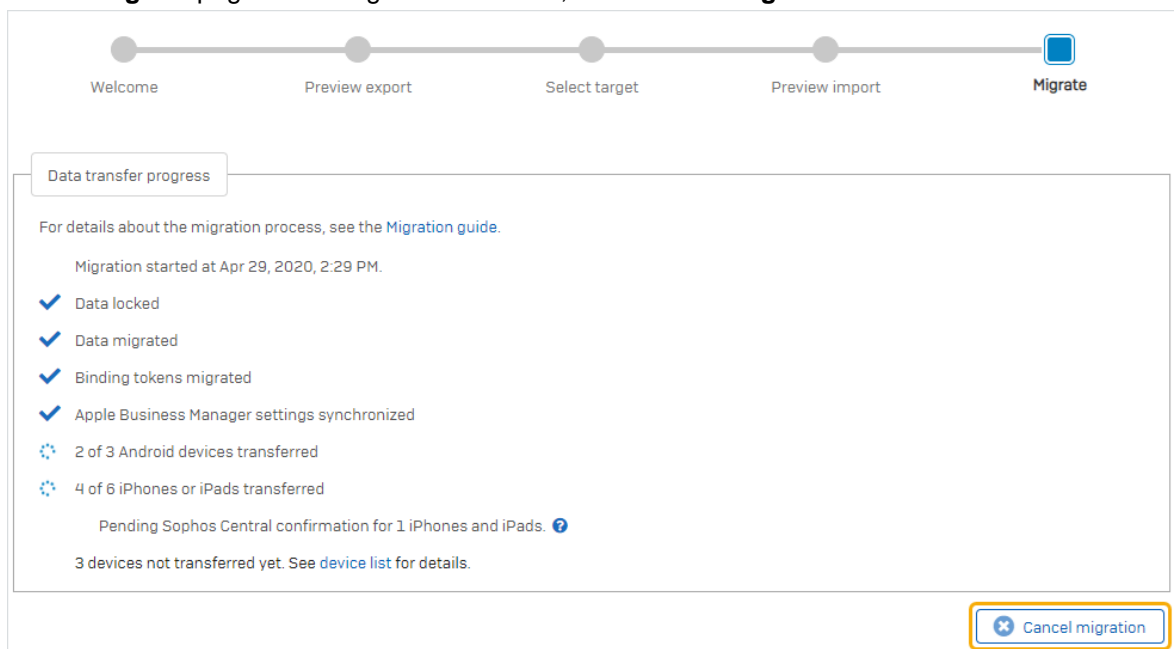 Welcome
Preview export
Select target
Preview import
Migrate
Data transfer progress
For details about the migration process, see the Migration guide.
Migration started at Apr 29, 2020, 2:29 PM.
Data locked
Data migrated
Binding tokens migrated
Apple Business Manager settings synchronized
2 of 3 Android devices transferred
4 of 6 iPhones or iPads transferred
Pending Sophos Central confirmation for 1 iPhones and iPads. ?
3 devices not transferred yet. See device list for details.
Cancel migration